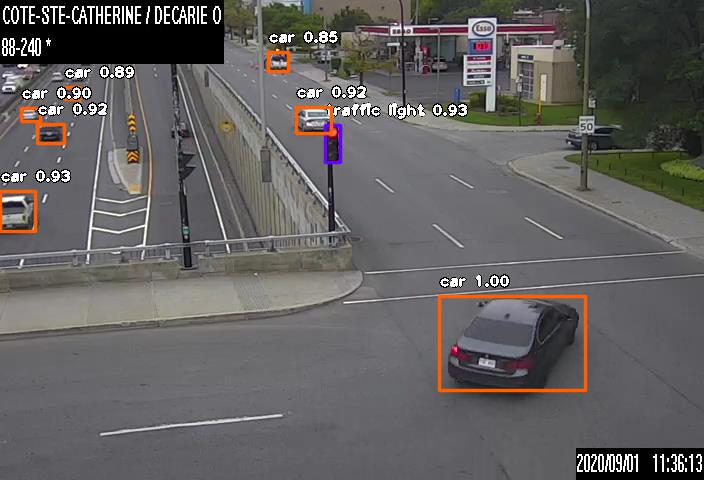 COTE-STE-CATHERINE / DECARIE O
88-240 *
car 0.85
car 0.89
car 0.90
car 0.92
car 0.92
traffic light 0.93
car 0.93
Esso
50
car 1.00
2020/09/01 11:36:13